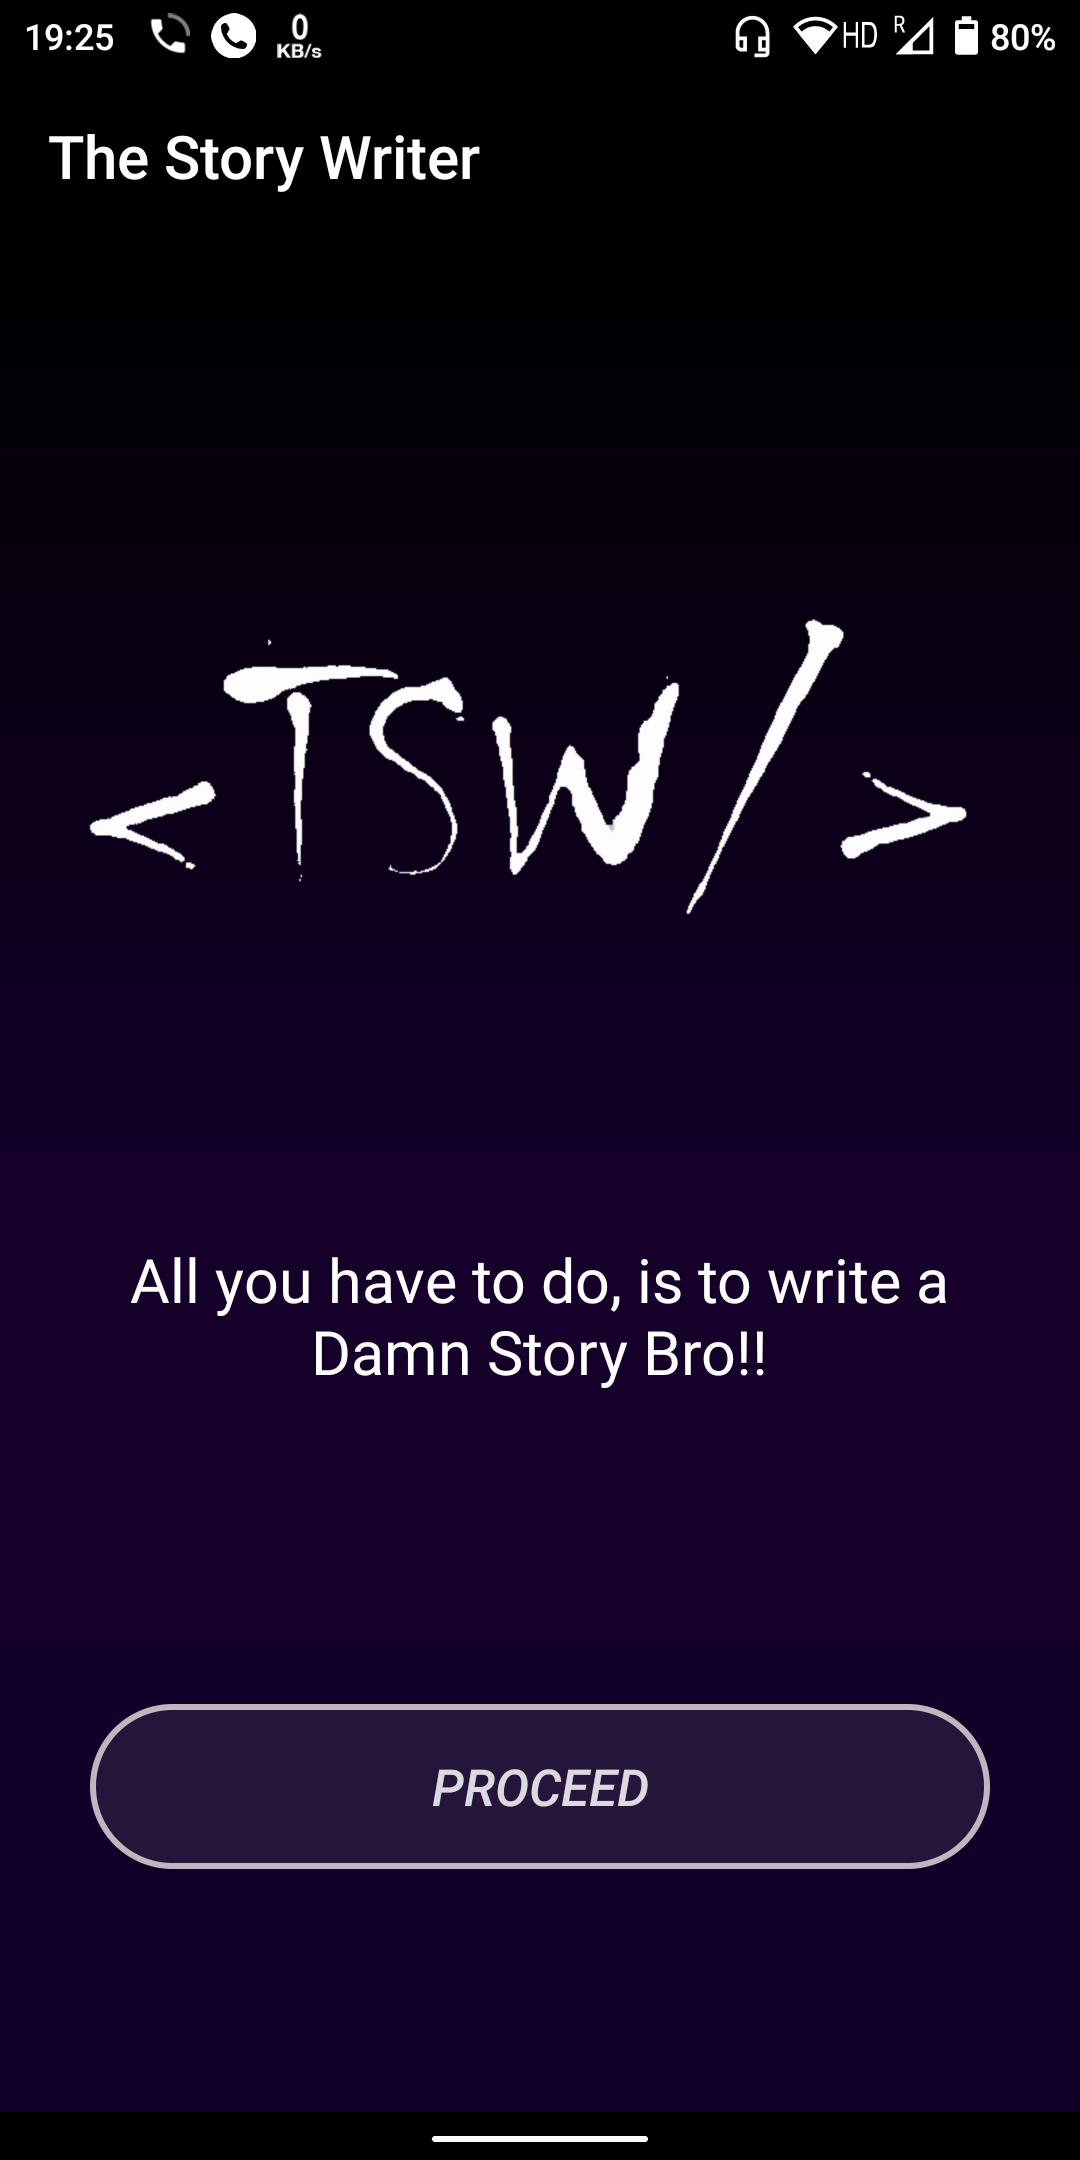 19:25 0 KB/s HD R 80%
The Story Writer
<TSW/>
All you have to do, is to write a
Damn Story Bro!!
PROCEED